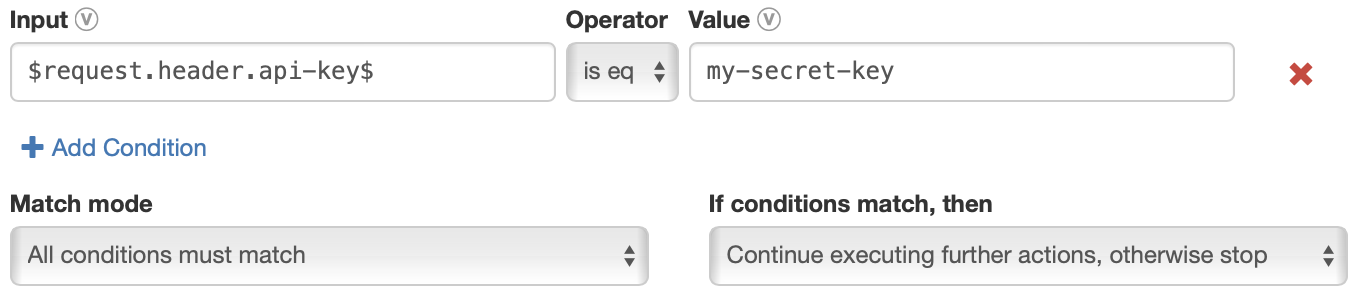 Input V Operator Value V
$request.header.api-key$ is eq my-secret-key
Add Condition
Match mode If conditions match, then
All conditions must match Continue executing further actions, otherwise stop